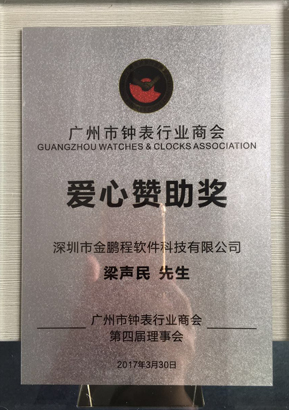 广州市钟表行业商会
GUANGZHOU WATCHES & CLOCKS ASSOCIATION
爱心赞助奖
深圳市金鹏程软件科技有限公司
梁声民 先生
广州市钟表行业商会
第四届理事会
2017年3月30日